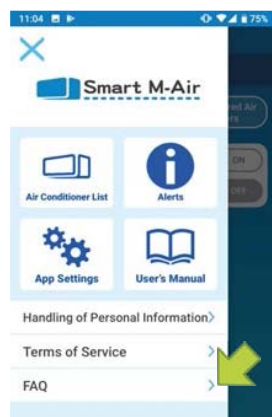 11:04
75%
Smart M-Air
Air Conditioner List
Alerts
App Settings
User's Manual
Handling of Personal Information
Terms of Service
FAQ
ON
OFF